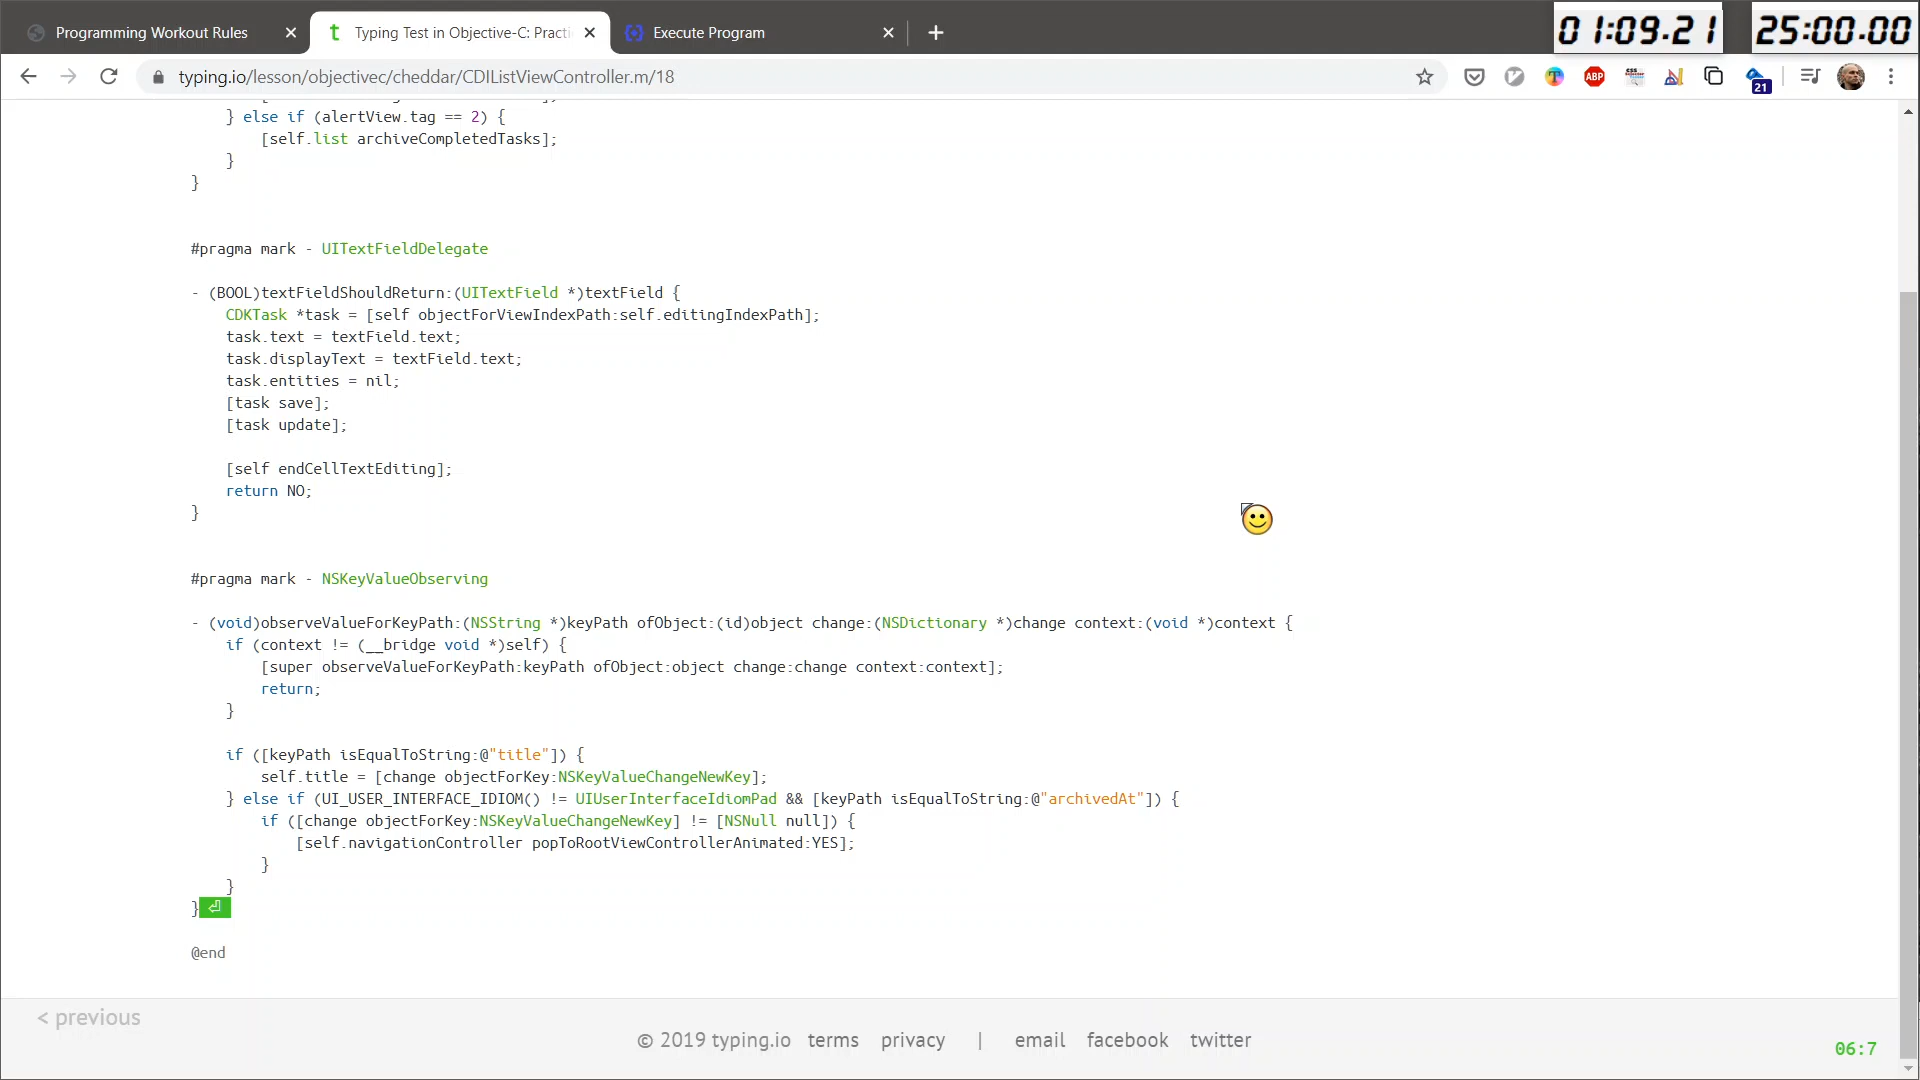 Programming Workout Rules
Typing Test in Objective-C: Practi
Execute Program
01:09.21
25:00.00
typing.io/lesson/objectivec/cheddar/CDIListViewController.m/18
ABP
21
} else if (alertView.tag == 2) {
[self.list archiveCompletedTasks];
}
}
#pragma mark - UITextFieldDelegate
- (BOOL)textFieldShouldReturn:(UITextField *)textField {
CDKTask *task = [self objectForViewIndexPath:self.editingIndexPath];
task.text = textField.text;
task.displayText = textField.text;
task.entities = nil;
[task save];
[task update];
[self endCellTextEditing];
return NO;
}
#pragma mark - NSKeyValueObserving
- (void)observeValueForKeyPath:(NSString *)keyPath ofObject:(id)object change:(NSDictionary *)change context:(void *)context {
if (context != (__bridge void *)self) {
[super observeValueForKeyPath:keyPath ofObject:object change:change context:context];
return;
}
if ([keyPath isEqualToString:@"title"]) {
self.title = [change objectForKey:NSKeyValueChangeNewKey];
} else if (UI_USER_INTERFACE_IDIOM() != UIUserInterfaceIdiomPad && [keyPath isEqualToString:@"archivedAt"]) {
if ([change objectForKey:NSKeyValueChangeNewKey] != [NSNull null]) {
[self.navigationController popToRootViewControllerAnimated:YES];
}
}
}⏎
@end
< previous
© 2019 typing.io terms privacy | email facebook twitter
06:7